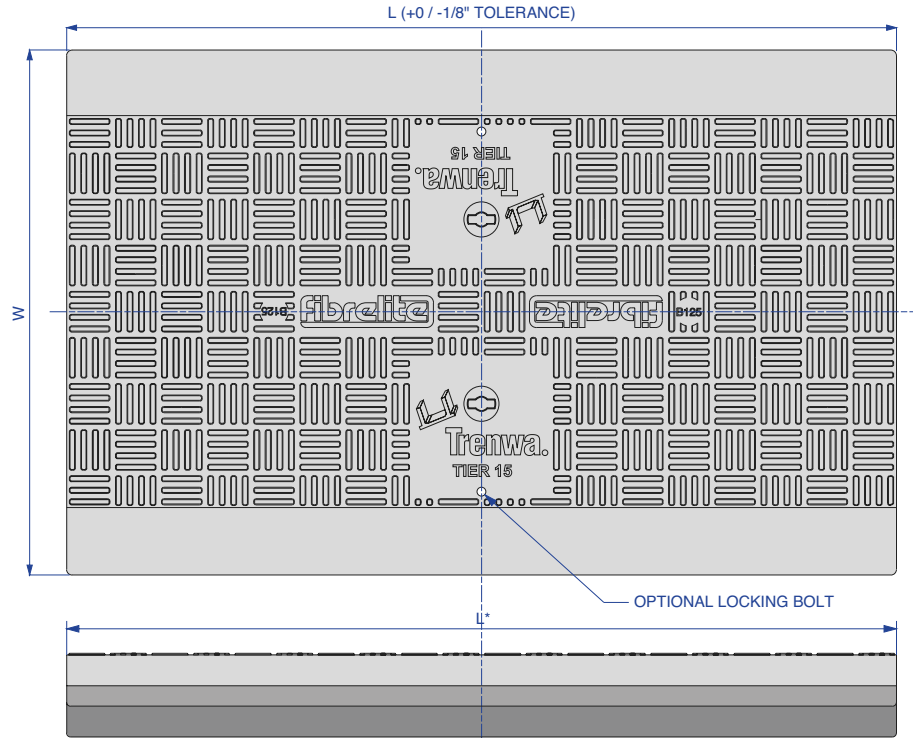 L (+0 / -1/8" TOLERANCE)
W
TIER 15
Trenwa.
B125
fibrelite
fibrelite
B125
Trenwa.
TIER 15
OPTIONAL LOCKING BOLT
L*